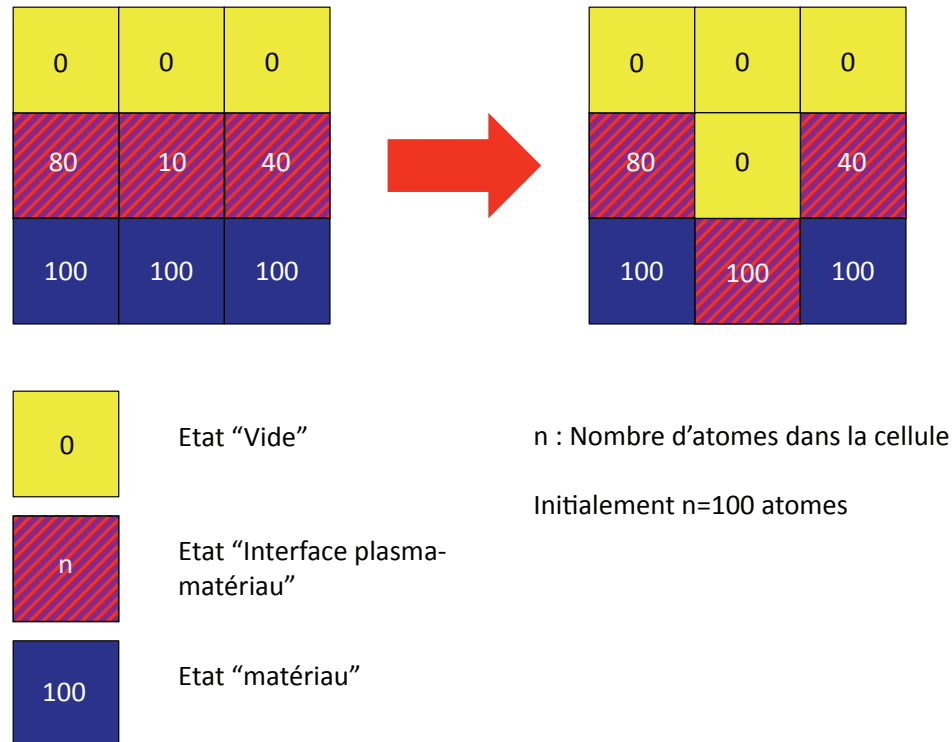 0 0 0 0 0 0
80 10 40 80 0 40
100 100 100 100 100 100
0 Etat “Vide”
n : Nombre d’atomes dans la cellule
Initialement n=100 atomes
n Etat “Interface plasma-
matériau”
100 Etat “matériau”